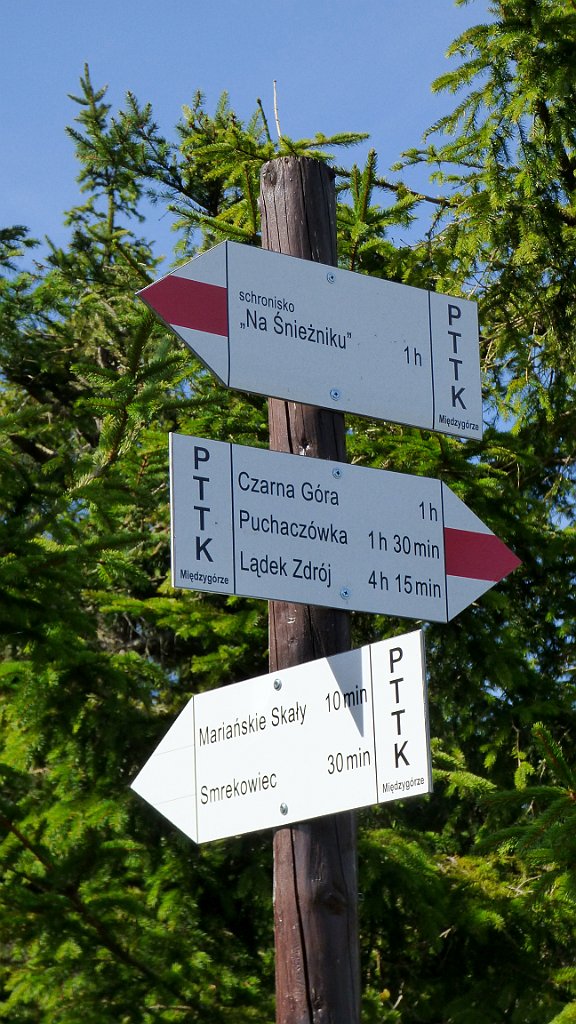 schronisko
„Na Śnieżniku"
1h
PTTK
Międzygórze
PTTK
Międzygórze
Czarna Góra 1h
Puchaczówka 1h 30min
Lądek Zdrój 4h 15min
Mariańskie Skały 10min
Smrekowiec 30min
PTTK
Międzygórze